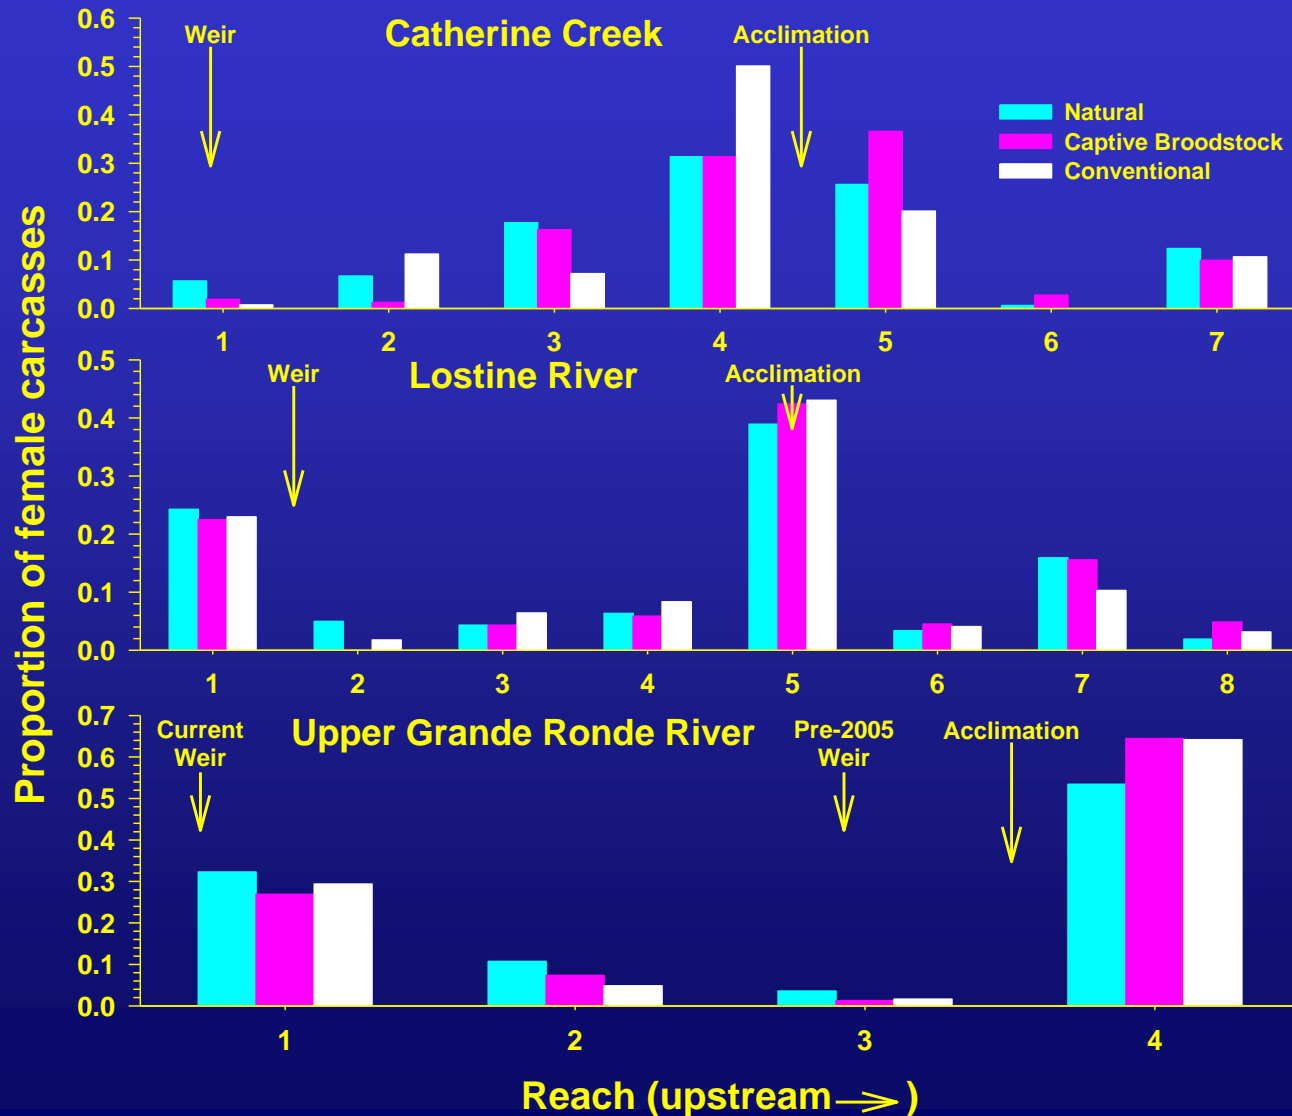 Proportion of female carcasses
Catherine Creek
Weir
Acclimation
Natural
Captive Broodstock
Conventional
0.6
0.5
0.4
0.3
0.2
0.1
0.0
1 2 3 4 5 6 7
Lostine River
Weir
Acclimation
0.5
0.4
0.3
0.2
0.1
0.0
1 2 3 4 5 6 7 8
Upper Grande Ronde River
Current
Weir
Pre-2005
Weir
Acclimation
0.7
0.6
0.5
0.4
0.3
0.2
0.1
0.0
1 2 3 4
Reach (upstream → )